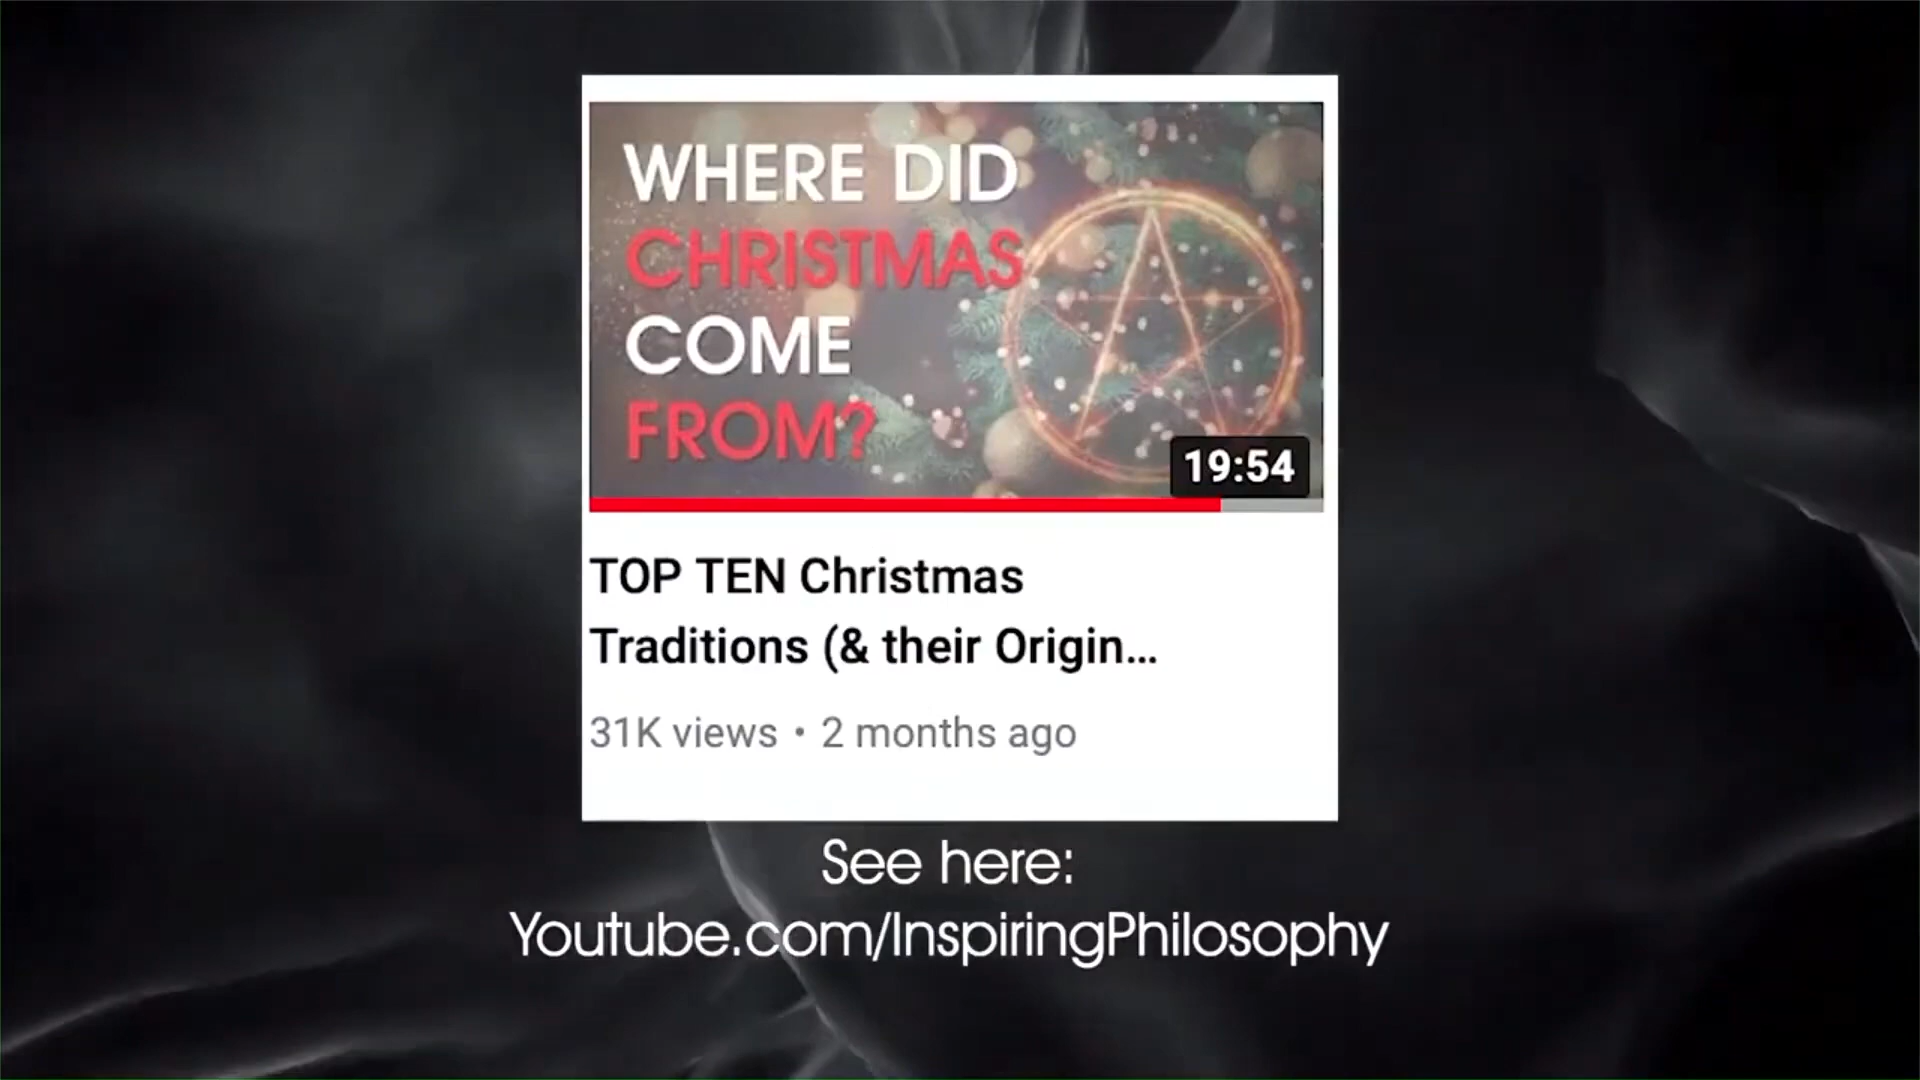 WHERE DID
CHRISTMAS
COME
FROM?
19:54
TOP TEN Christmas
Traditions (& their Origin...
31K views • 2 months ago
See here:
Youtube.com/InspiringPhilosophy